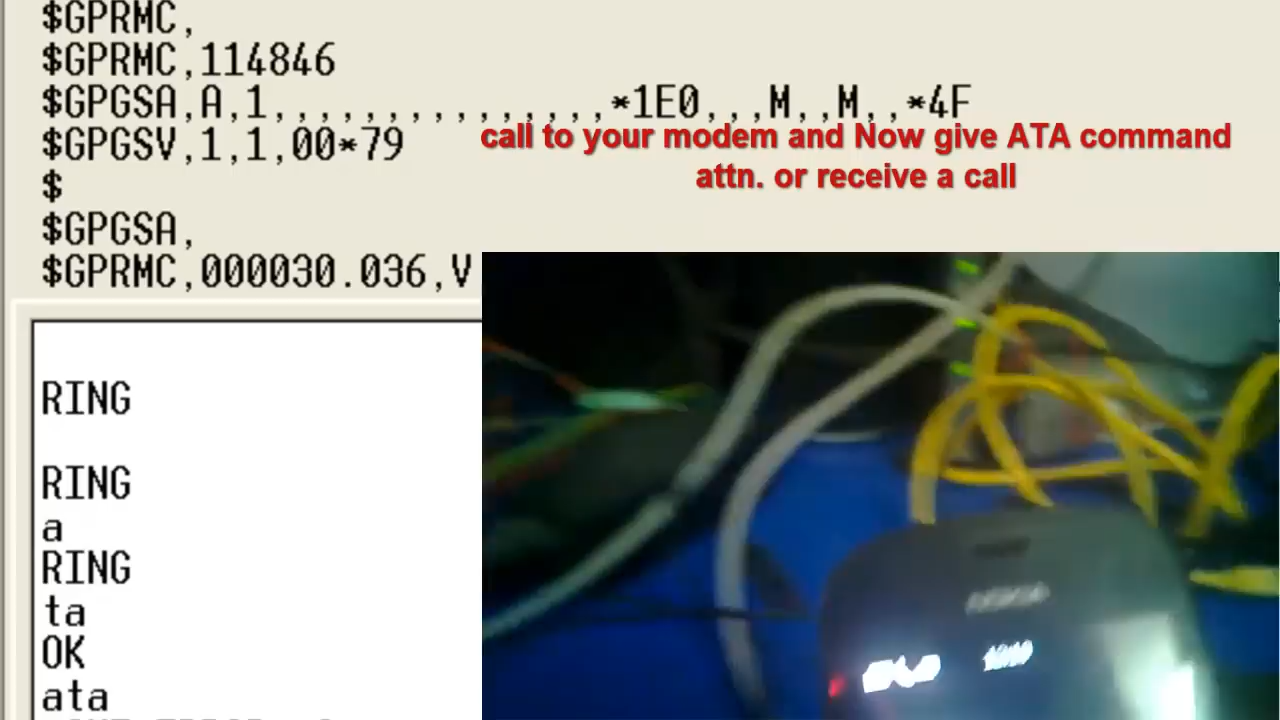 $GPRMC,
$GPRMC,114846
$GPGSA,A,1,,,,,,,,,,,,,,,*1E0,,,M,,M,,*4F
$GPGSV,1,1,00*79
call to your modem and Now give ATA command
attn. or receive a call
$
$GPGSA,
$GPRMC,000030.036,V
RING
RING
a
RING
ta
OK
ata
NOKIA